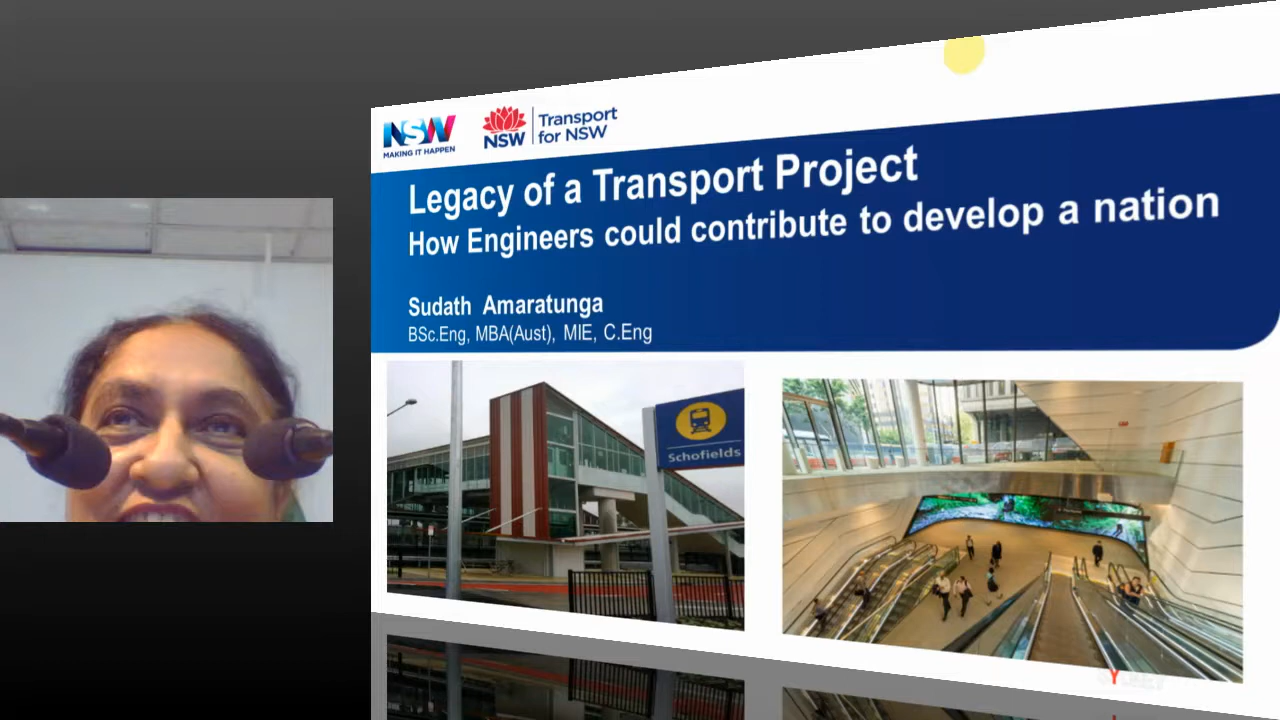 NSW
MAKING IT HAPPEN
NSW
Transport
for NSW
Legacy of a Transport Project
How Engineers could contribute to develop a nation
Sudath Amaratunga
BSc.Eng, MBA(Aust), MIE, C.Eng
Schofields